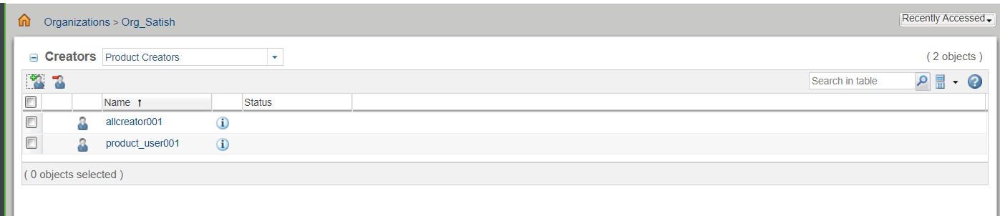 Organizations > Org_Satish
Recently Accessed
Creators Product Creators ( 2 objects )
Search in table
Name ↑ Status
allcreator001
product_user001
( 0 objects selected )